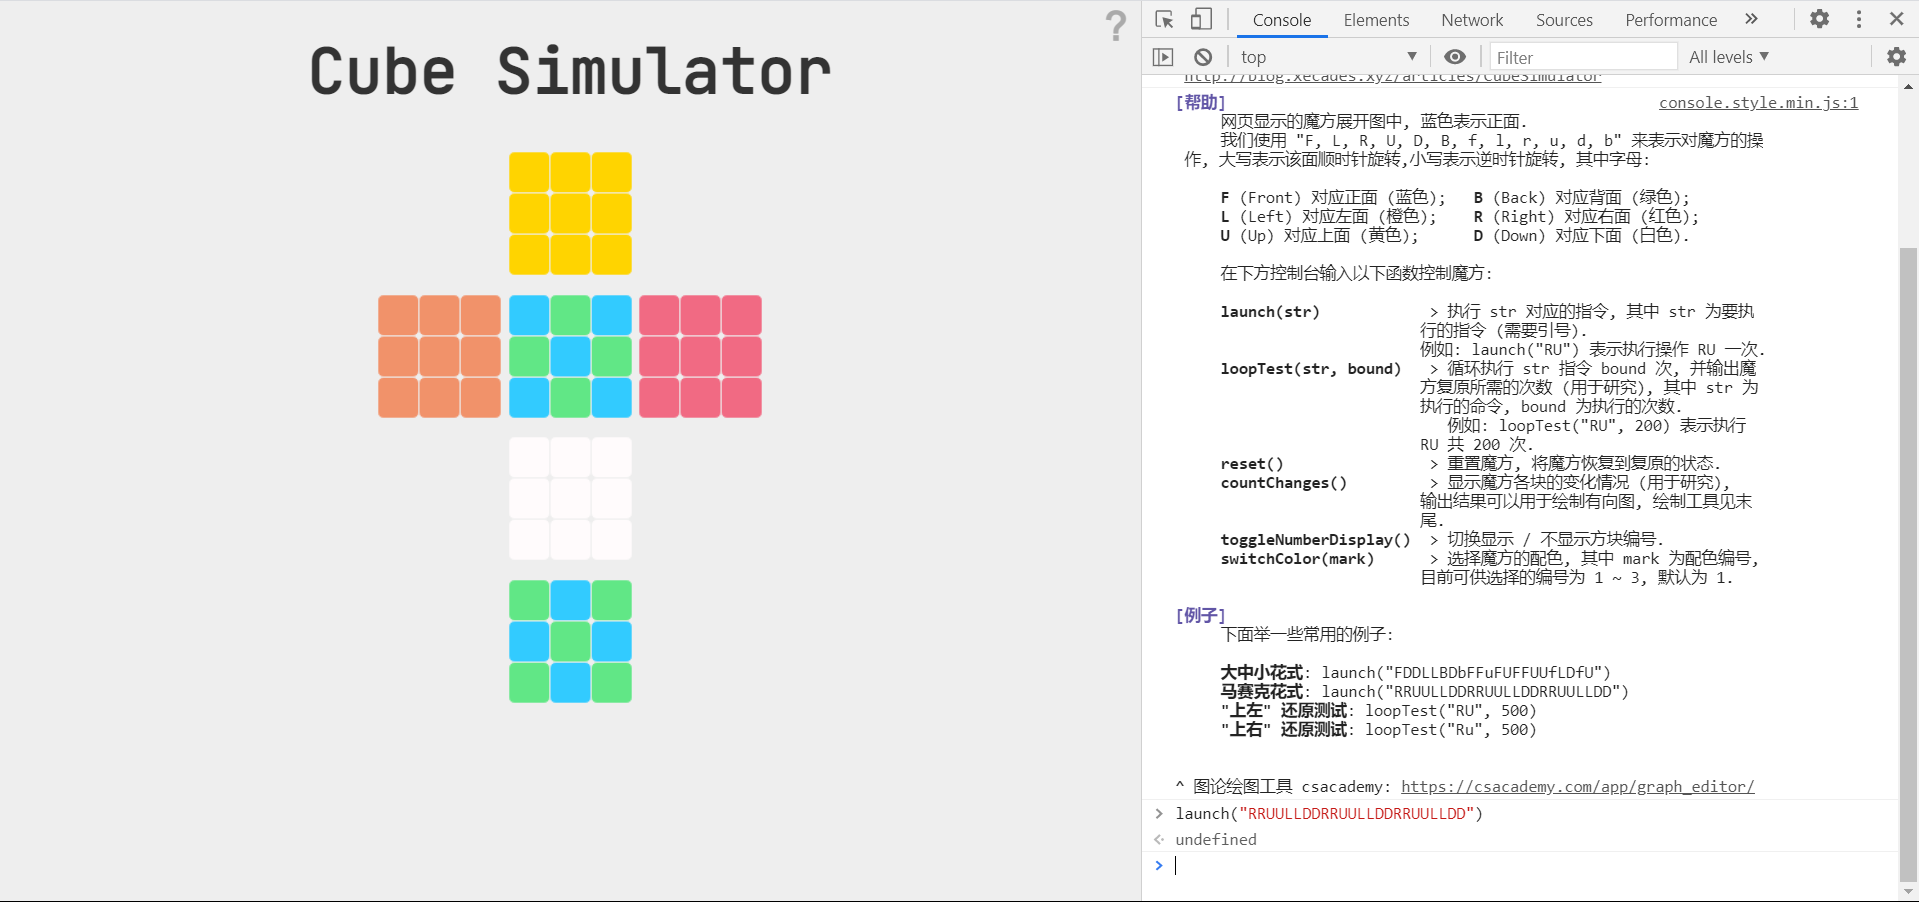 Cube Simulator
?
Console Elements Network Sources Performance »
top Filter All levels
http://blog.xecades.xyz/articles/CubeSimulator
[帮助] console.style.min.js:1
网页显示的魔方展开图中, 蓝色表示正面.
我们使用 "F, L, R, U, D, B, f, l, r, u, d, b" 来表示对魔方的操
作, 大写表示该面顺时针旋转,小写表示逆时针旋转, 其中字母:
F (Front) 对应正面 (蓝色); B (Back) 对应背面 (绿色);
L (Left) 对应左面 (橙色); R (Right) 对应右面 (红色);
U (Up) 对应上面 (黄色); D (Down) 对应下面 (白色).
在下方控制台输入以下函数控制魔方:
launch(str) > 执行 str 对应的指令, 其中 str 为要执
行的指令 (需要引号).
例如: launch("RU") 表示执行操作 RU 一次.
loopTest(str, bound) > 循环执行 str 指令 bound 次, 并输出魔
方复原所需的次数 (用于研究), 其中 str 为
执行的命令, bound 为执行的次数.
例如: loopTest("RU", 200) 表示执行
RU 共 200 次.
reset() > 重置魔方, 将魔方恢复到复原的状态.
countChanges() > 显示魔方各块的变化情况 (用于研究),
输出结果可以用于绘制有向图, 绘制工具见末
尾.
toggleNumberDisplay() > 切换显示 / 不显示方块编号.
switchColor(mark) > 选择魔方的配色, 其中 mark 为配色编号,
目前可供选择的编号为 1 ~ 3, 默认为 1.
[例子]
下面举一些常用的例子:
大中小花式: launch("FDDLLBDbFFuFUFFUUfLDfU")
马赛克花式: launch("RRUULLDDRRUULLDDRRUULLDD")
"上左" 还原测试: loopTest("RU", 500)
"上右" 还原测试: loopTest("Ru", 500)
^ 图论绘图工具 csacademy: https://csacademy.com/app/graph_editor/
> launch("RRUULLDDRRUULLDDRRUULLDD")
undefined
>